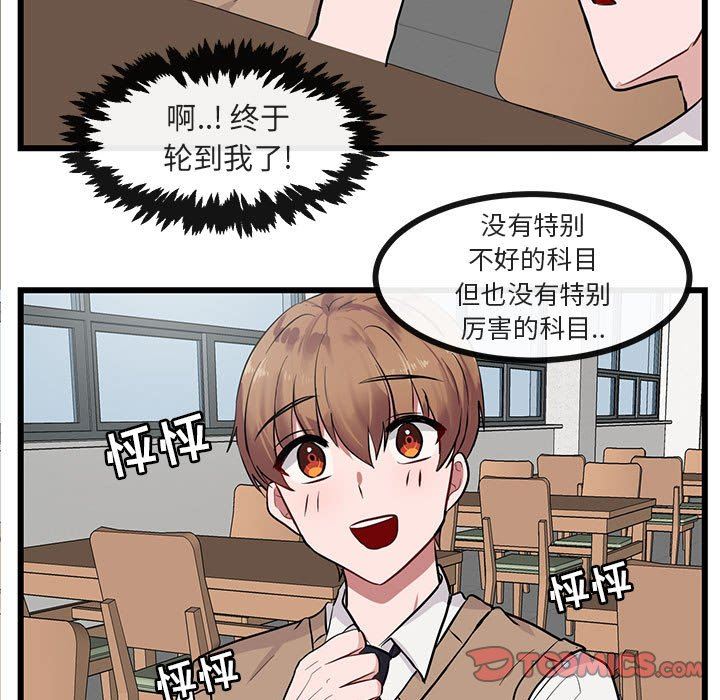 啊..! 终于
轮到我了!
没有特别
不好的科目
但也没有特别
厉害的科目..
怦怦
怦怦
怦怦
TOOMICS.COM